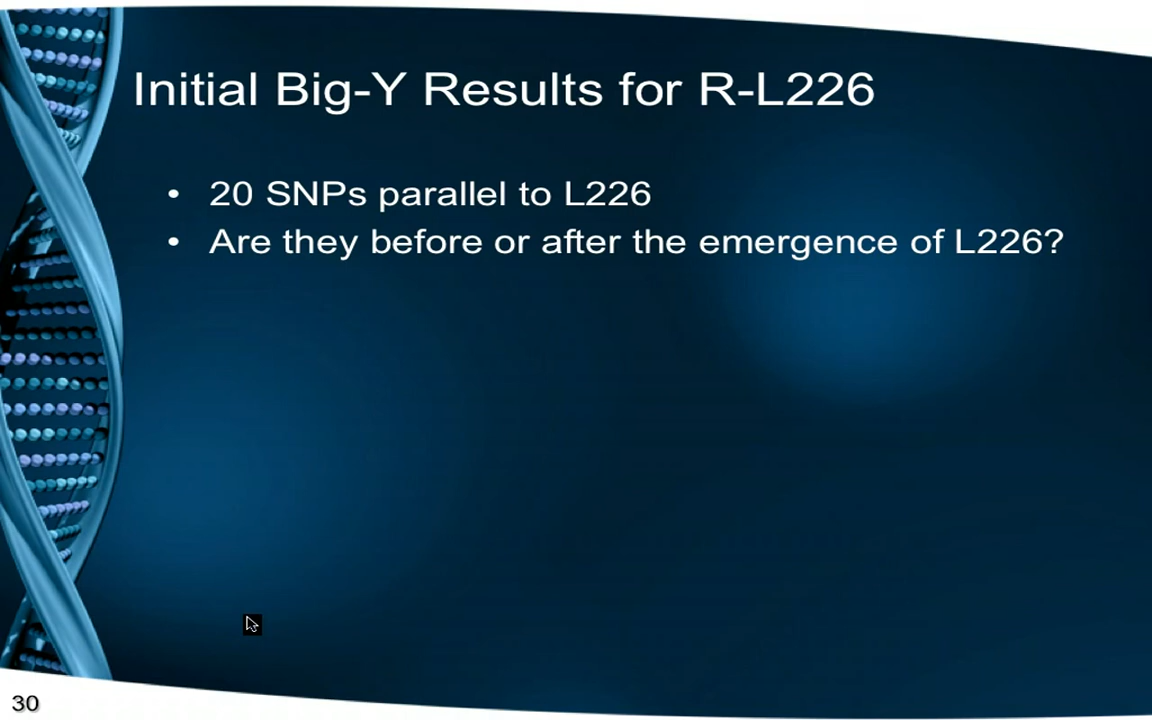 Initial Big-Y Results for R-L226
• 20 SNPs parallel to L226
• Are they before or after the emergence of L226?
30